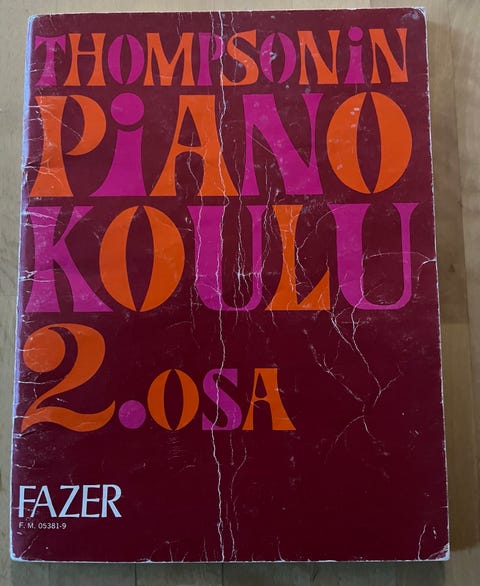 THOMPSONiN
PiANO
KOULU
2. OSA
FAZER
F. M. 05381-9